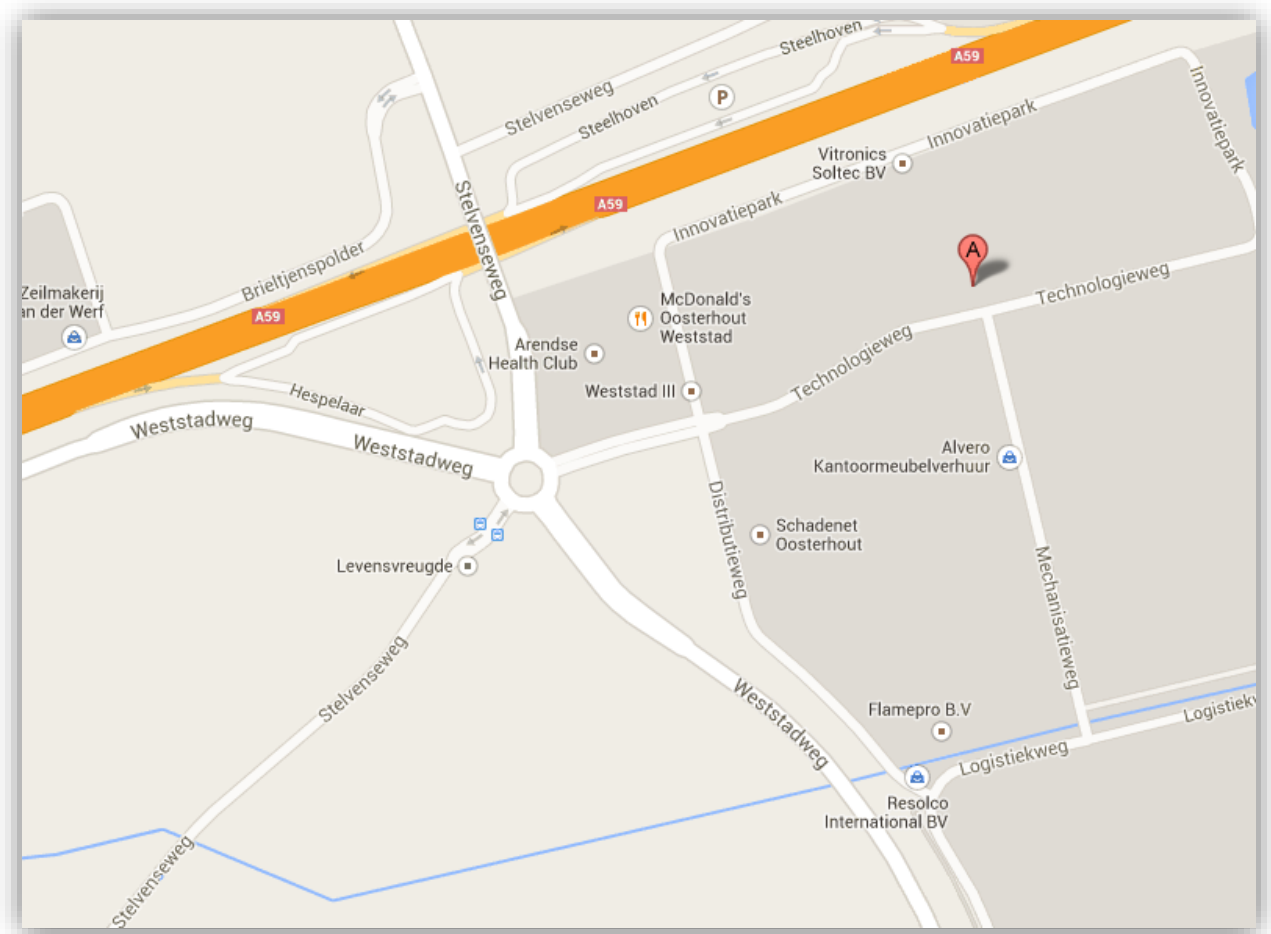 Steelhoven
A59
Stelvenseweg
Steelhoven
P
Innovatiepark
Innovatiepark
Vitronics
Soltec BV
Stelvenseweg
A59
Innovatiepark
A
Brieltjenspolder
Technologieweg
Zeilmakerij
an der Werf
A59
McDonald's
Oosterhout
Weststad
Arendse
Health Club
Technologieweg
Weststad III
Hespelaar
Weststadweg
Weststadweg
Alvero
Kantoormeubelverhuur
Distributieweg
Schadenet
Oosterhout
Levensvreugde
Mechanisatieweg
Stelvenseweg
Weststadweg
Flamepro B.V
Logistiekw
Logistiekweg
Resolco
International BV
Stelvenseweg